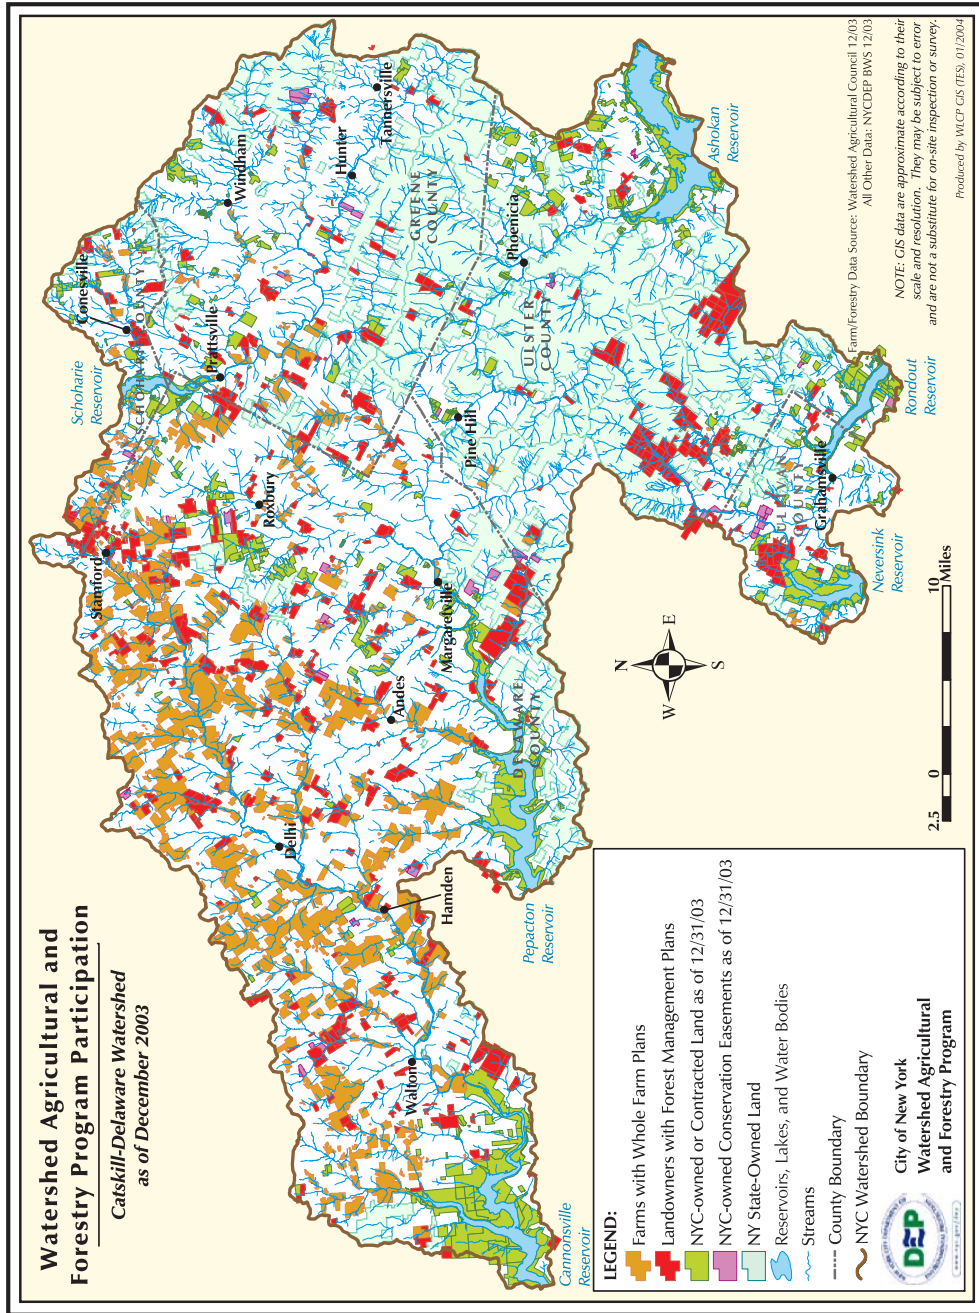 Watershed Agricultural and
Forestry Program Participation
Catskill-Delaware Watershed
as of December 2003
Cannonsville
Reservoir
Walton
Hamden
Delhi
Pepacton
Reservoir
DELAWARE
COUNTY
Andes
Margaretville
Stamford
Roxbury
Schoharie
Reservoir
SCHOHARIE COUNTY
Conesville
Prattsville
Windham
Hunter
Tannersville
GREENE
COUNTY
Pine Hill
Phoenicia
ULSTER
COUNTY
Ashokan
Reservoir
SULLIVAN
COUNTY
Grahamsville
Neversink
Reservoir
Rondout
Reservoir
N
W
E
S
2.5
0
10
Miles
LEGEND:
Farms with Whole Farm Plans
Landowners with Forest Management Plans
NYC-owned or Contracted Land as of 12/31/03
NYC-owned Conservation Easements as of 12/31/03
NY State-Owned Land
Reservoirs, Lakes, and Water Bodies
Streams
County Boundary
NYC Watershed Boundary
DEP
City of New York
Watershed Agricultural
and Forestry Program
Farm/Forestry Data Source: Watershed Agricultural Council 12/03
All Other Data: NYCDEP BWS 12/03
NOTE: GIS data are approximate according to their
scale and resolution. They may be subject to error
and are not a substitute for on-site inspection or survey.
Produced by WLCP GIS (TES), 01/2004